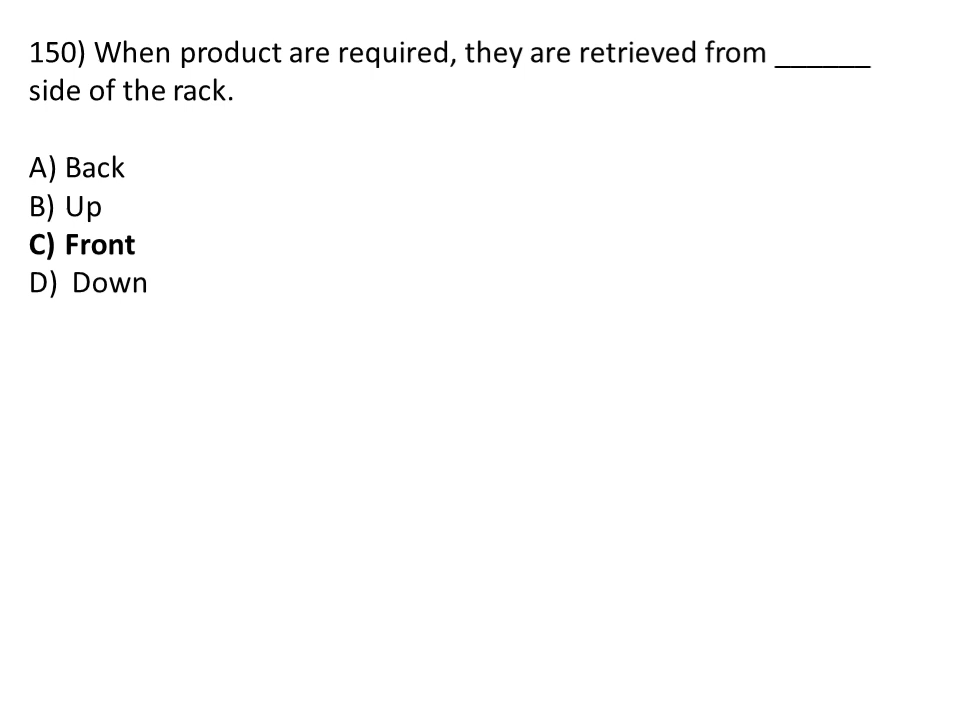 150) When product are required, they are retrieved from ______
side of the rack.
A) Back
B) Up
C) Front
D) Down